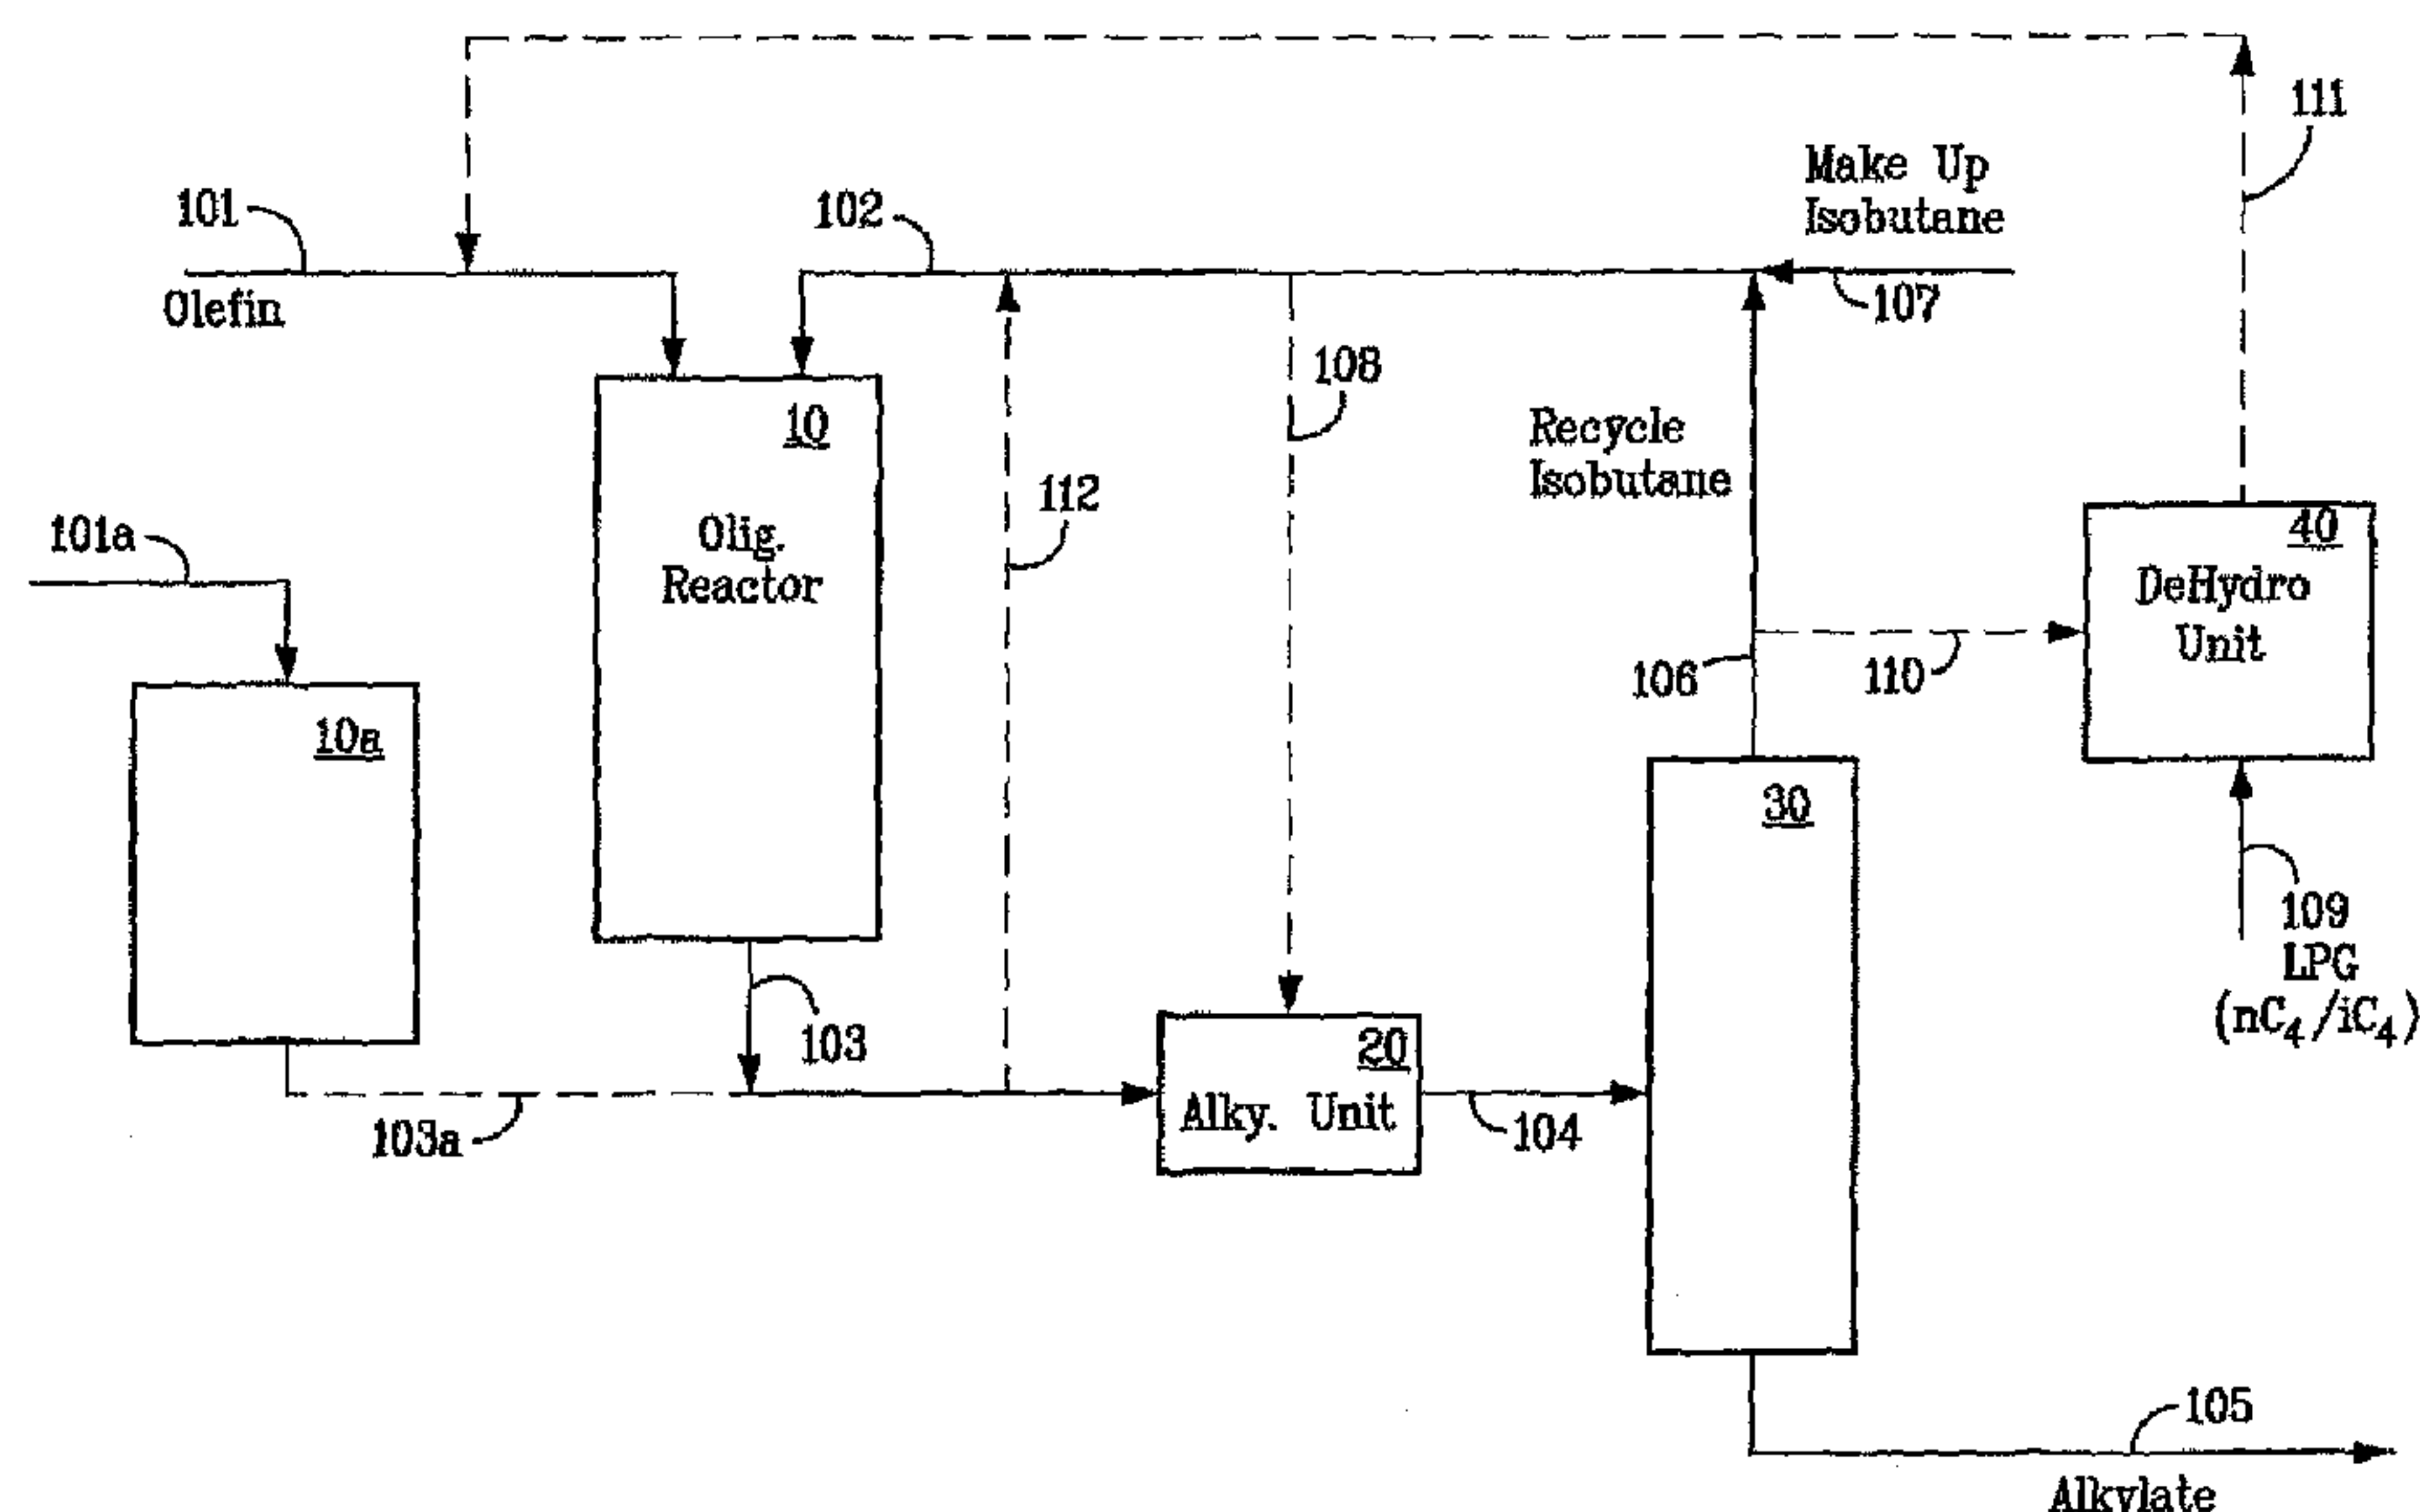 111
Make Up
Isobutane
101
102
Olefin
107
108
10
Recycle
Isobutane
112
Olig.
Reactor
101a
40
DeHydro
Unit
106
110
10a
30
109
LPG
(nC4/iC4)
103
20
Alky. Unit
104
103a
105
Alkylate